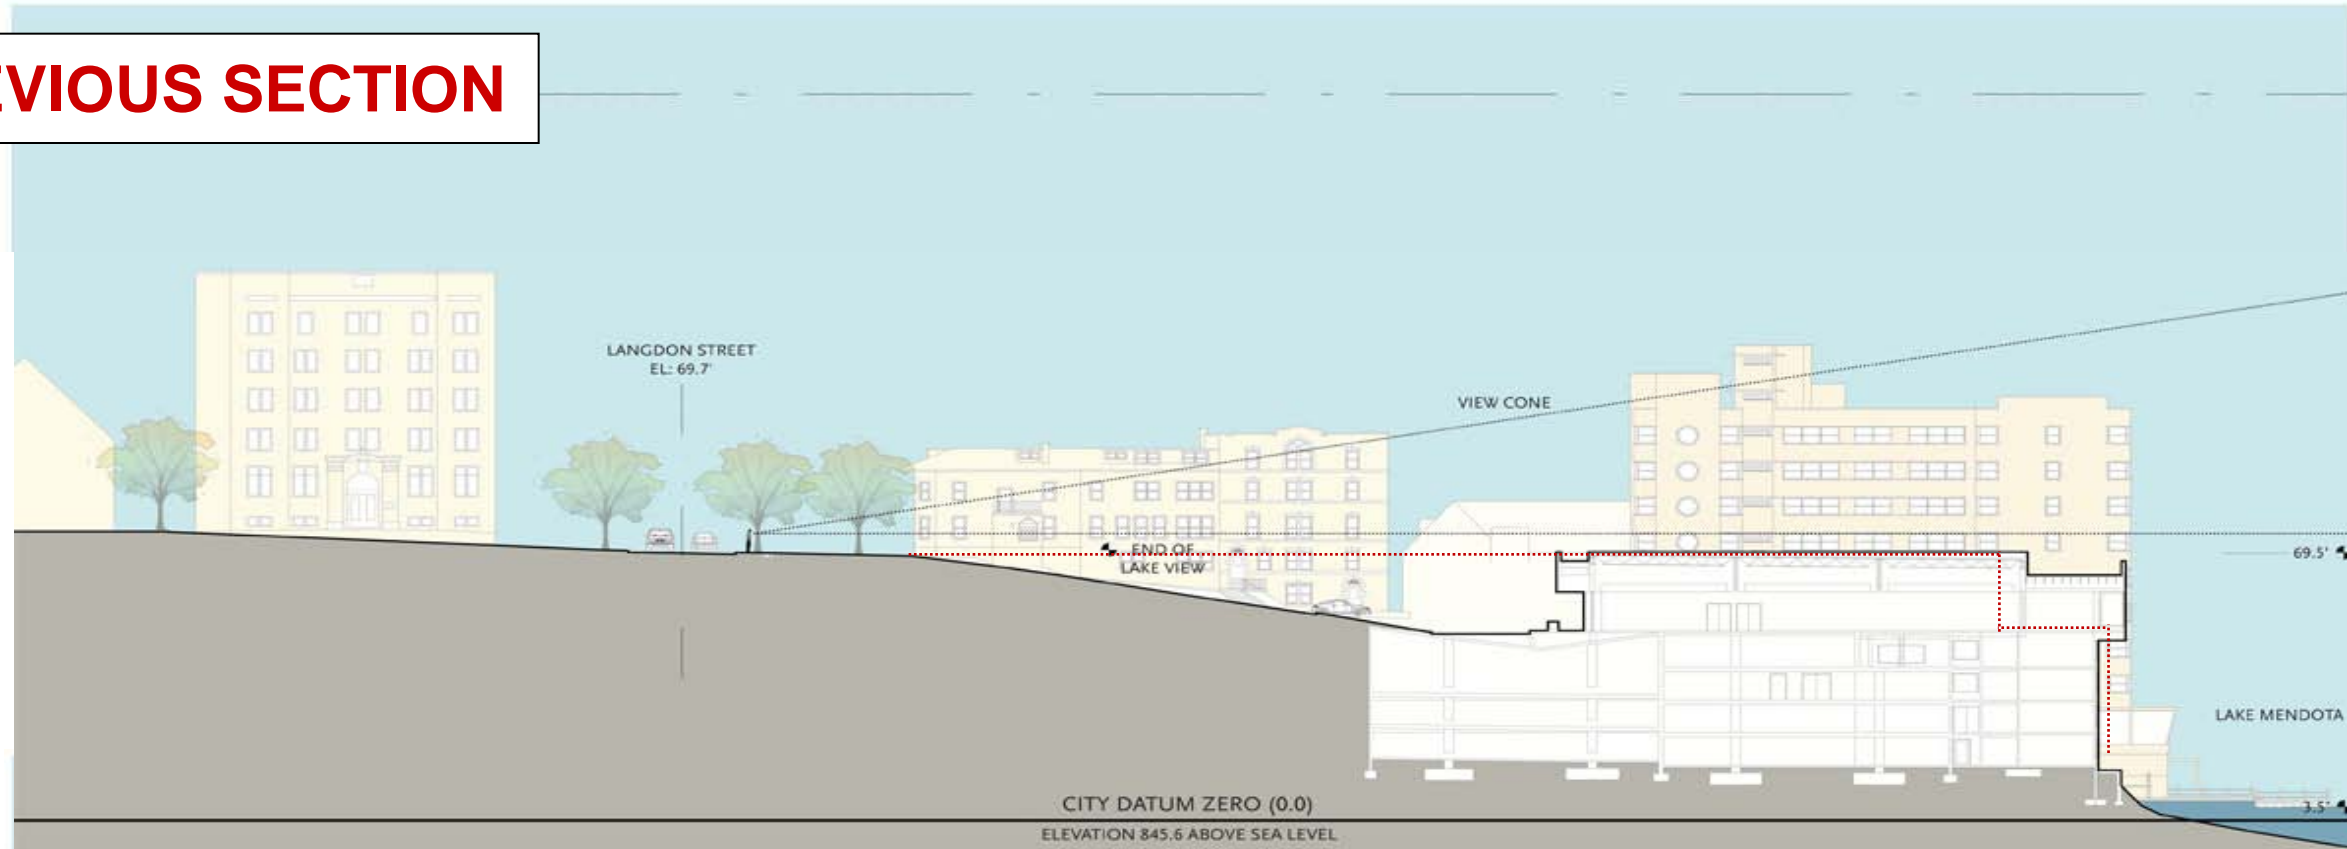 EVIOUS SECTION
LANGDON STREET
EL: 69.7'
VIEW CONE
END OF
LAKE VIEW
69.5'
LAKE MENDOTA
3.5'
CITY DATUM ZERO (0.0)
ELEVATION 845.6 ABOVE SEA LEVEL